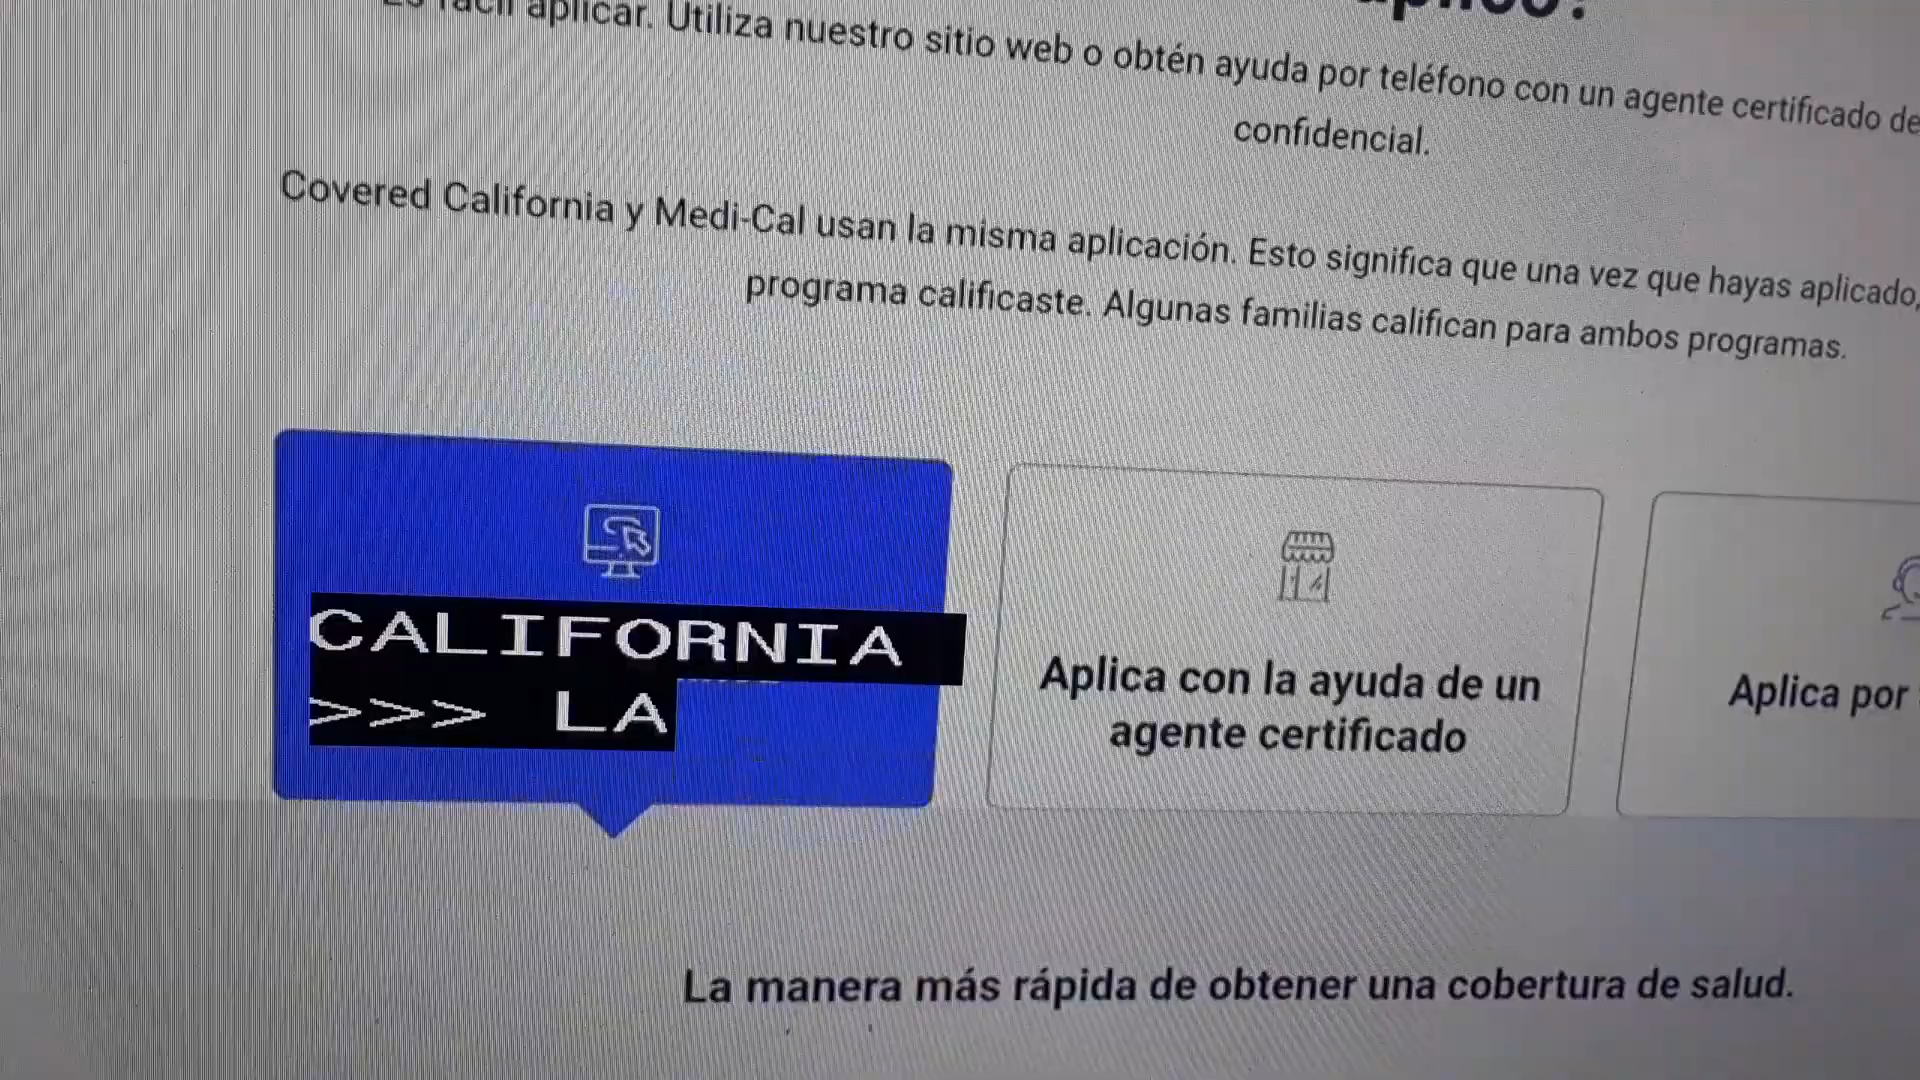 fácil aplicar. Utiliza nuestro sitio web o obtén ayuda por teléfono con un agente certificado de
confidencial.
Covered California y Medi-Cal usan la misma aplicación. Esto significa que una vez que hayas aplicado,
programa calificaste. Algunas familias califican para ambos programas.
CALIFORNIA
>>> LA
Aplica con la ayuda de un
agente certificado
Aplica por
La manera más rápida de obtener una cobertura de salud.